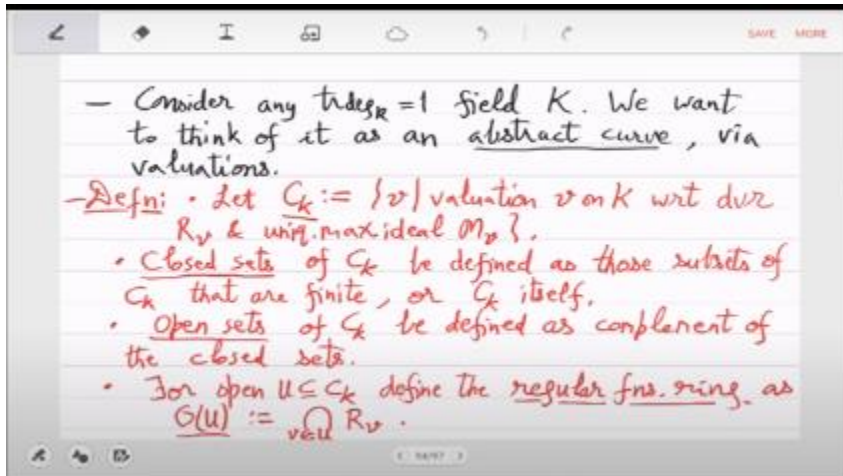 SAVE MORE
– Consider any trdeg_k = 1 field K. We want
to think of it as an abstract curve, via
valuations.
– Defn: • Let C_K := {v | valuation v on K wrt dvr
R_v & uniq. max ideal M_v}.
• Closed sets of C_K be defined as those subsets of
C_K that are finite, or C_K itself.
• Open sets of C_K be defined as complement of
the closed sets.
• For open U ⊆ C_K define the regular fns. ring as
O(U) := ⋂_{v∈U} R_v .